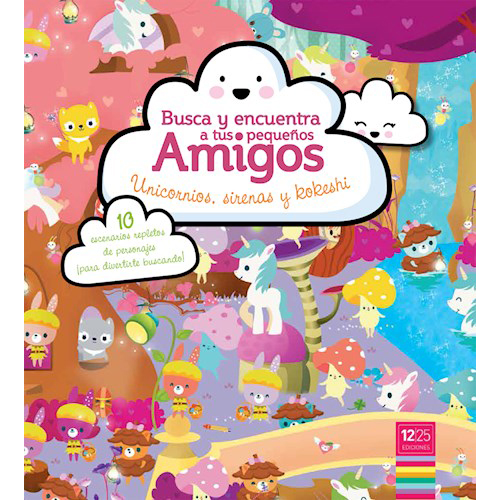 Busca y encuentra
a tus pequeños
Amigos
Unicornios, sirenas y kokeshi
10
escenarios repletos
de personajes
¡para divertirte buscando!
12|25
EDICIONES